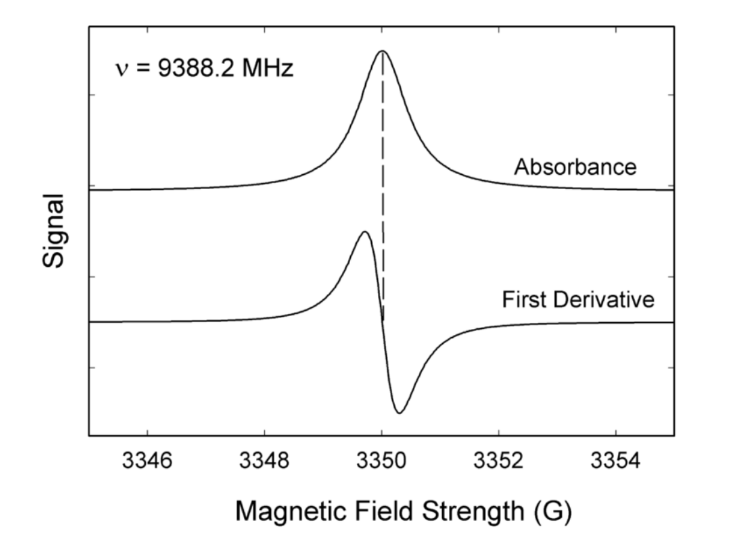 ν = 9388.2 MHz
Absorbance
First Derivative
Signal
3346 3348 3350 3352 3354
Magnetic Field Strength (G)